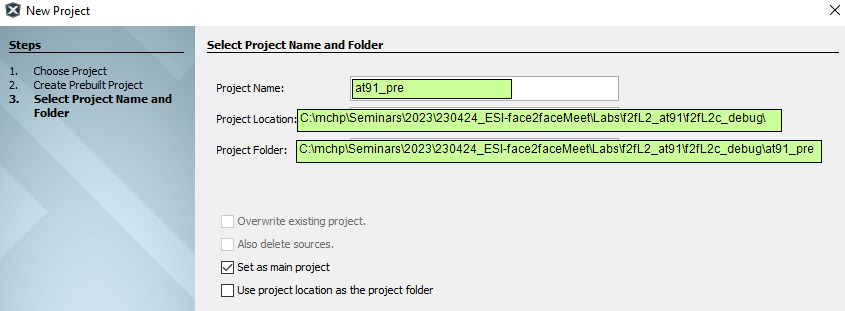 New Project
Steps
1. Choose Project
2. Create Prebuilt Project
3. Select Project Name and
Folder
Select Project Name and Folder
Project Name: at91_pre
Project Location: C:\mchp\Seminars\2023\230424_ESI-face2faceMeet\Labs\f2fL2_at91\f2fL2c_debug\
Project Folder: C:\mchp\Seminars\2023\230424_ESI-face2faceMeet\Labs\f2fL2_at91\f2fL2c_debug\at91_pre
Overwrite existing project.
Also delete sources.
Set as main project
Use project location as the project folder